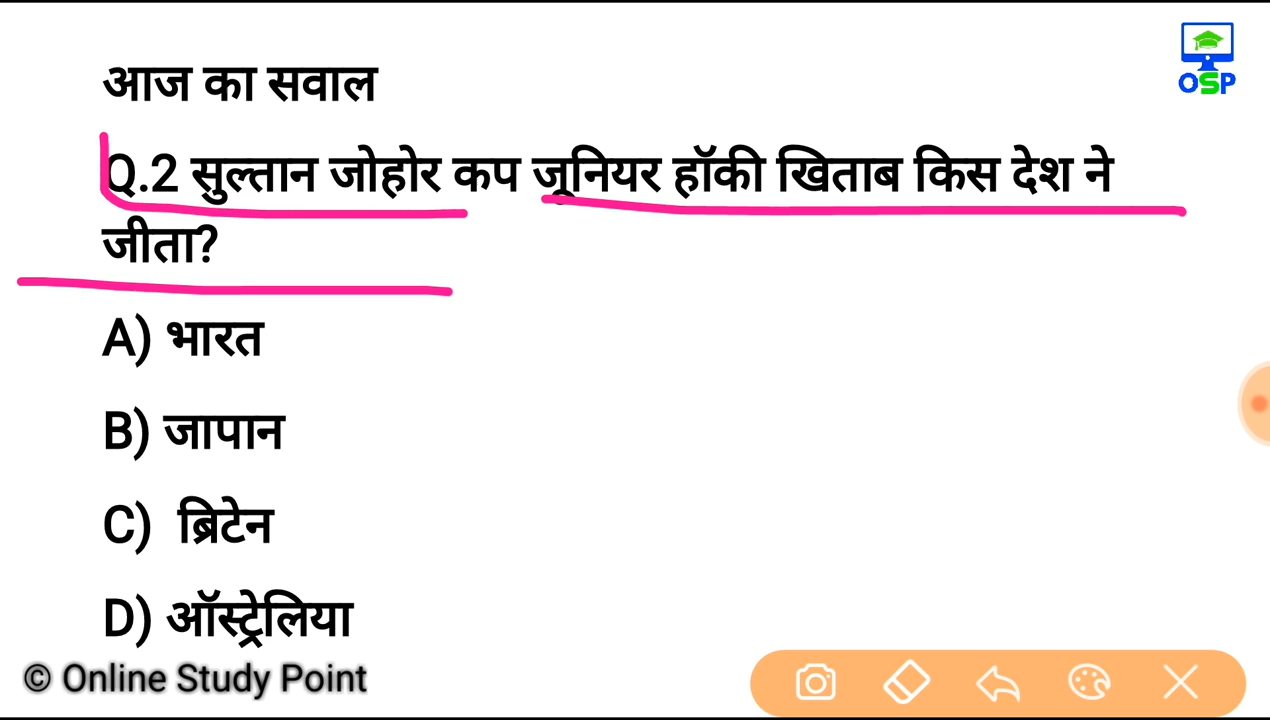 आज का सवाल
OSP
Q.2 सुल्तान जोहोर कप जूनियर हॉकी खिताब किस देश ने
जीता?
A) भारत
B) जापान
C) ब्रिटेन
D) ऑस्ट्रेलिया
© Online Study Point